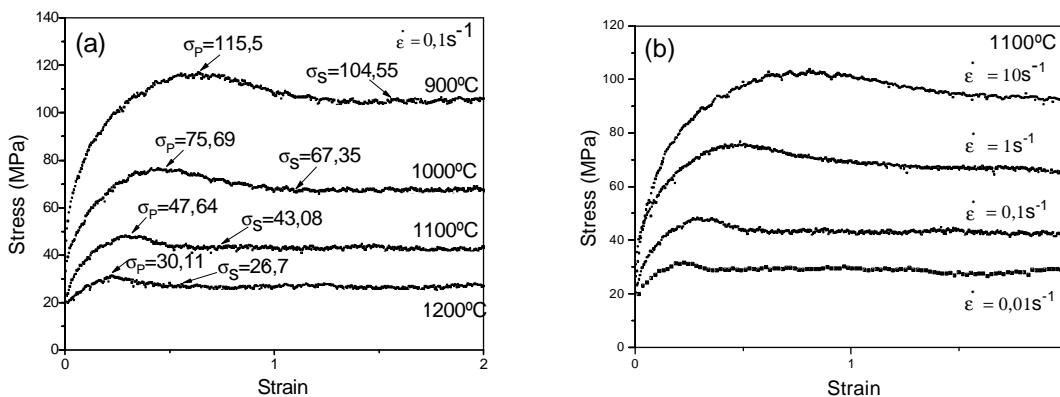 (a)
ε̇ = 0,1s⁻¹
σP=115,5
σS=104,55
900ºC
σP=75,69
σS=67,35
1000ºC
σP=47,64
σS=43,08
1100ºC
σP=30,11
σS=26,7
1200ºC
140
120
100
80
60
40
20
0
0 1 2
Stress (MPa)
Strain
(b)
1100ºC
ε̇ = 10s⁻¹
ε̇ = 1s⁻¹
ε̇ = 0,1s⁻¹
ε̇ = 0,01s⁻¹
120
100
80
60
40
20
0
0 1
Stress (MPa)
Strain